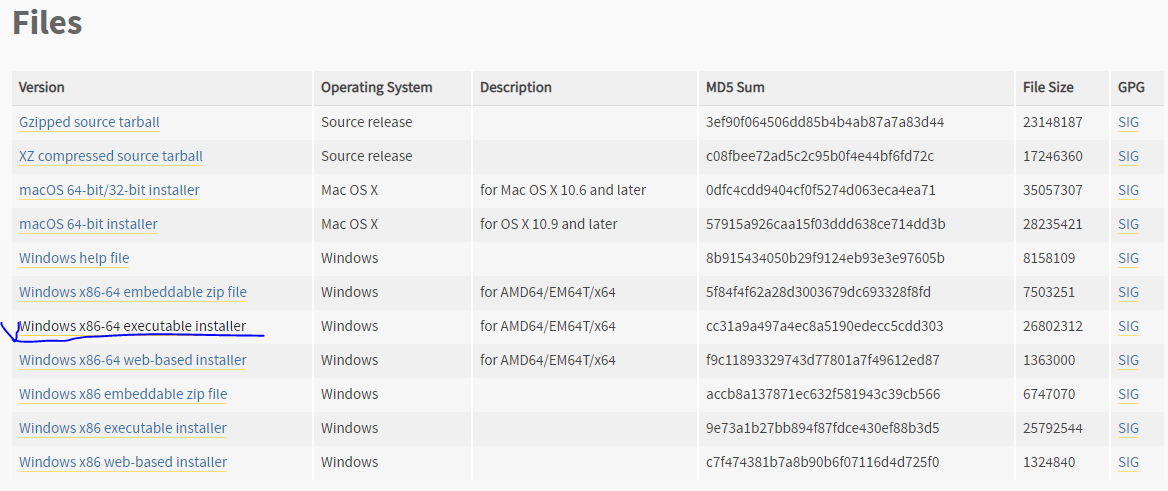 Files
Version Operating System Description MD5 Sum File Size GPG
Gzipped source tarball Source release 3ef90f064506dd85b4b4ab87a7a83d44 23148187 SIG
XZ compressed source tarball Source release c08fbee72ad5c2c95b0f4e44bf6fd72c 17246360 SIG
macOS 64-bit/32-bit installer Mac OS X for Mac OS X 10.6 and later 0dfc4cdd9404cf0f5274d063eca4ea71 35057307 SIG
macOS 64-bit installer Mac OS X for OS X 10.9 and later 57915a926caa15f03ddd638ce714dd3b 28235421 SIG
Windows help file Windows 8b915434050b29f9124eb93e3e97605b 8158109 SIG
Windows x86-64 embeddable zip file Windows for AMD64/EM64T/x64 5f84f4f62a28d3003679dc693328f8fd 7503251 SIG
Windows x86-64 executable installer Windows for AMD64/EM64T/x64 cc31a9a497a4ec8a5190edecc5cdd303 26802312 SIG
Windows x86-64 web-based installer Windows for AMD64/EM64T/x64 f9c11893329743d77801a7f49612ed87 1363000 SIG
Windows x86 embeddable zip file Windows accb8a137871ec632f581943c39cb566 6747070 SIG
Windows x86 executable installer Windows 9e73a1b27bb894f87fdce430ef88b3d5 25792544 SIG
Windows x86 web-based installer Windows c7f474381b7a8b90b6f07116d4d725f0 1324840 SIG